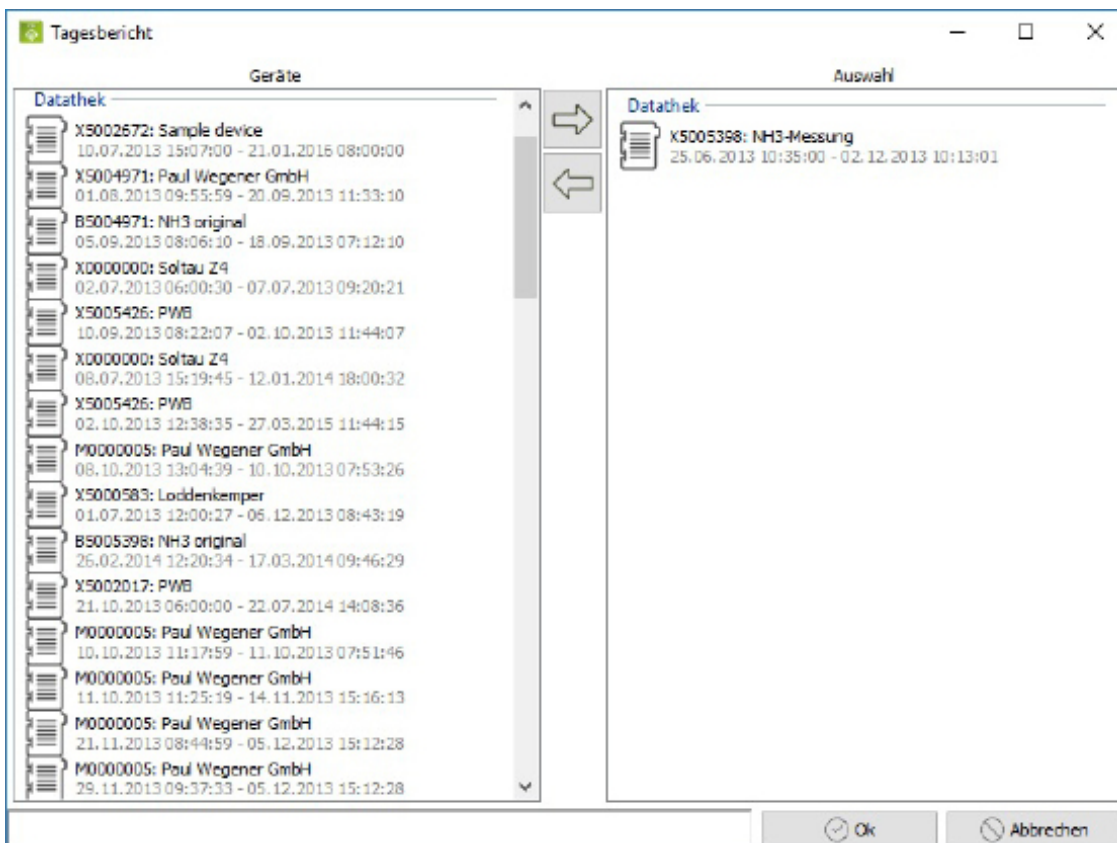 Tagesbericht
Geräte
Datathek
X5002672: Sample device
10.07.2013 15:07:00 - 21.01.2016 08:00:00
X5004971: Paul Wegener GmbH
01.08.2013 09:55:59 - 20.09.2013 11:33:10
B5004971: NH3 original
05.09.2013 08:06:10 - 18.09.2013 07:12:10
X0000000: Soltau Z4
02.07.2013 06:00:30 - 07.07.2013 09:20:21
X5005426: PWB
10.09.2013 08:22:07 - 02.10.2013 11:44:07
X0000000: Soltau Z4
08.07.2013 15:19:45 - 12.01.2014 18:00:32
X5005426: PWB
02.10.2013 12:38:35 - 27.03.2015 11:44:15
M0000005: Paul Wegener GmbH
08.10.2013 13:04:39 - 10.10.2013 07:53:26
X5000583: Loddenkemper
01.07.2013 12:00:27 - 06.12.2013 08:43:19
B5005398: NH3 original
26.02.2014 12:20:34 - 17.03.2014 09:46:29
X5002017: PWB
21.10.2013 06:00:00 - 22.07.2014 14:08:36
M0000005: Paul Wegener GmbH
10.10.2013 11:17:59 - 11.10.2013 07:51:46
M0000005: Paul Wegener GmbH
11.10.2013 11:25:19 - 14.11.2013 15:16:13
M0000005: Paul Wegener GmbH
21.11.2013 08:44:59 - 05.12.2013 15:12:28
M0000005: Paul Wegener GmbH
29.11.2013 09:37:33 - 05.12.2013 15:12:28
Auswahl
Datathek
X5005398: NH3-Messung
25.06.2013 10:35:00 - 02.12.2013 10:13:01
Ok
Abbrechen